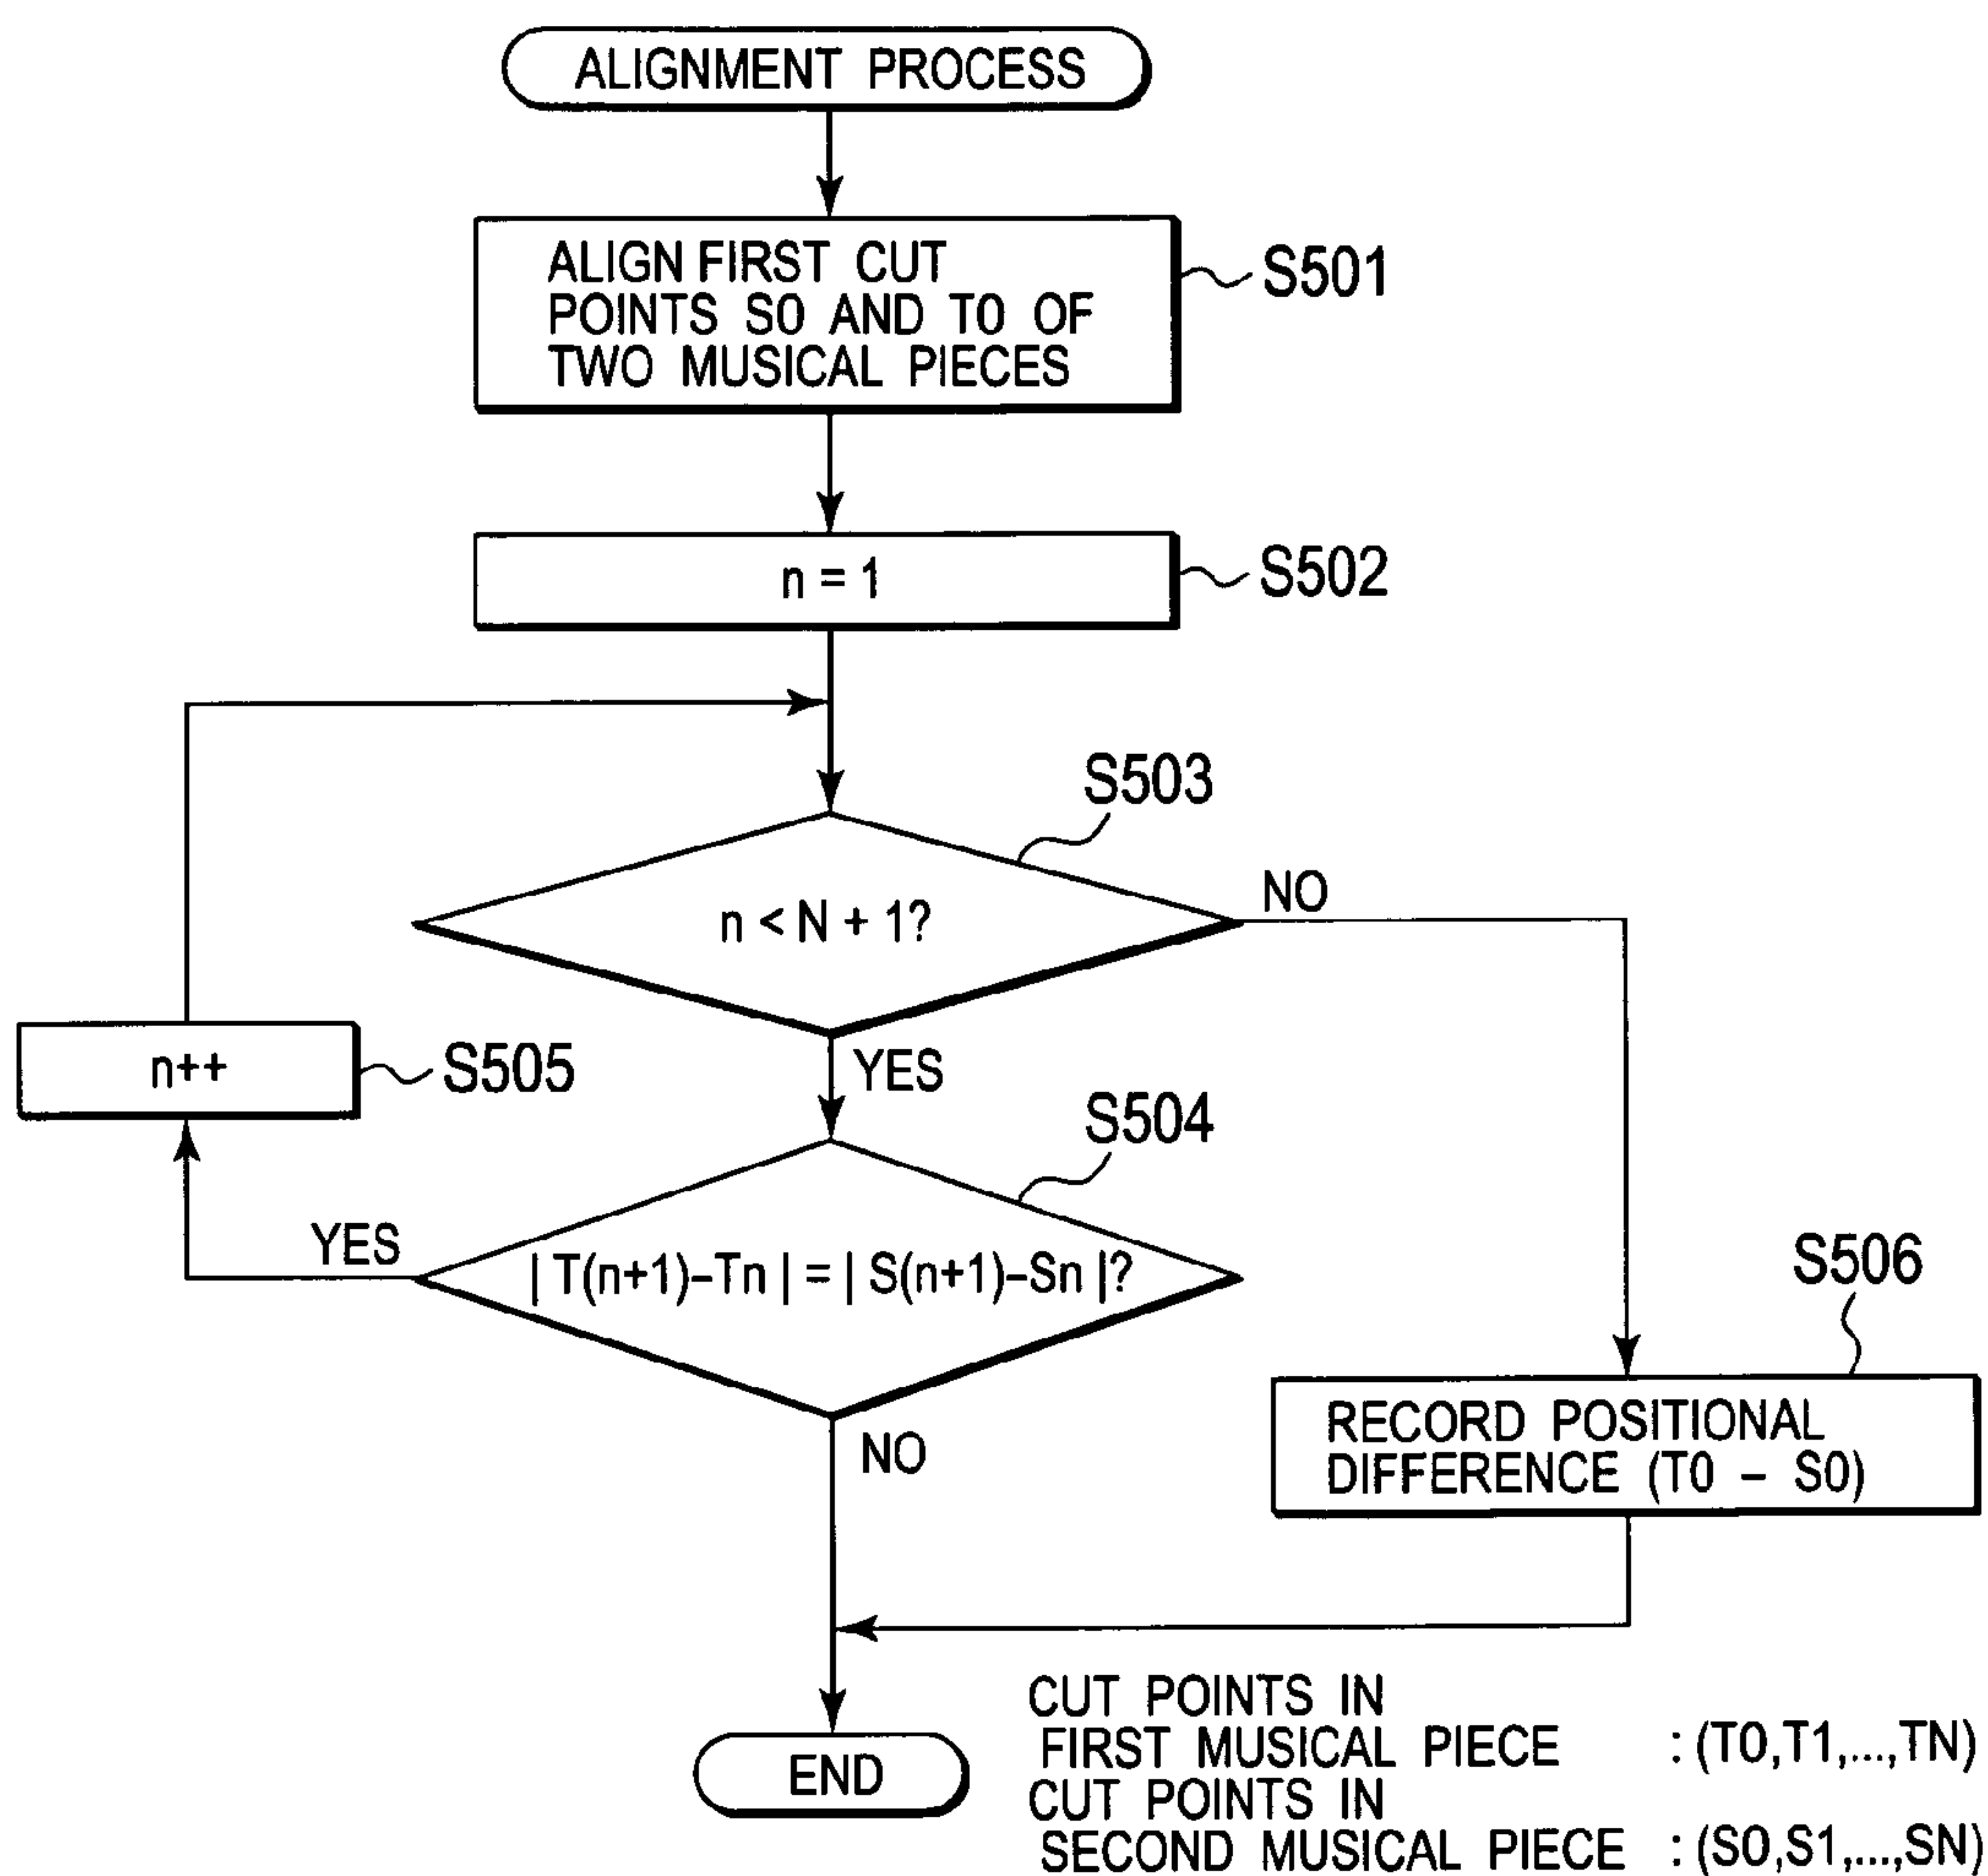 ALIGNMENT PROCESS
ALIGN FIRST CUT
POINTS S0 AND T0 OF
TWO MUSICAL PIECES
S501
n = 1
S502
S503
n < N + 1?
NO
YES
n++
S505
S504
YES
| T(n+1)–Tn | = | S(n+1)–Sn |?
NO
S506
RECORD POSITIONAL
DIFFERENCE (T0 – S0)
END
CUT POINTS IN
FIRST MUSICAL PIECE : (T0,T1,...,TN)
CUT POINTS IN
SECOND MUSICAL PIECE : (S0,S1,...,SN)